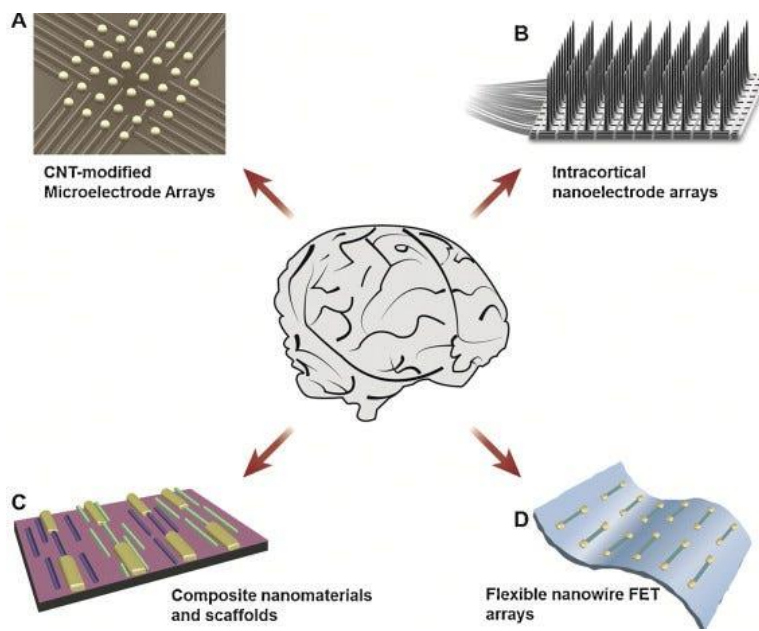 A
CNT-modified
Microelectrode Arrays
B
Intracortical
nanoelectrode arrays
C
Composite nanomaterials
and scaffolds
D
Flexible nanowire FET
arrays